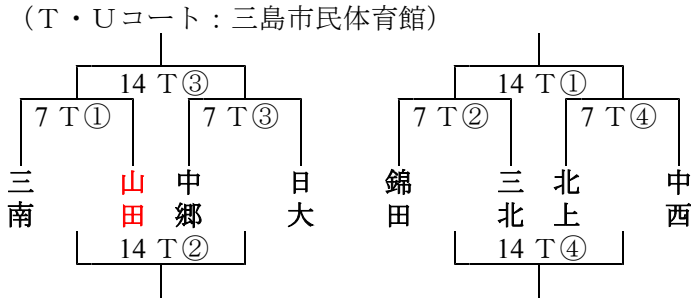 (T・Uコート:三島市民体育館)
14 T③ 14 T①
7 T① 7 T③ 7 T② 7 T④
三南 山田 中郷 日大 錦田 三北 北上 中西
14 T② 14 T④